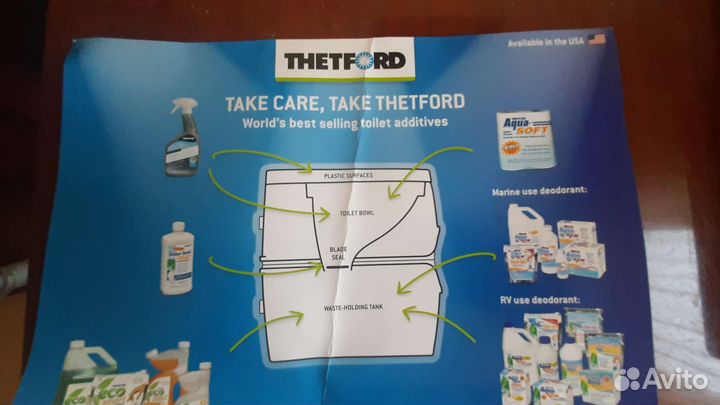 THETFORD
Available in the USA
TAKE CARE, TAKE THETFORD
World's best selling toilet additives
Aqua-
SOFT
PLASTIC SURFACES
TOILET BOWL
Marine use deodorant:
BLADE
SEAL
WASTE-HOLDING TANK
RV use deodorant:
eco
Avito